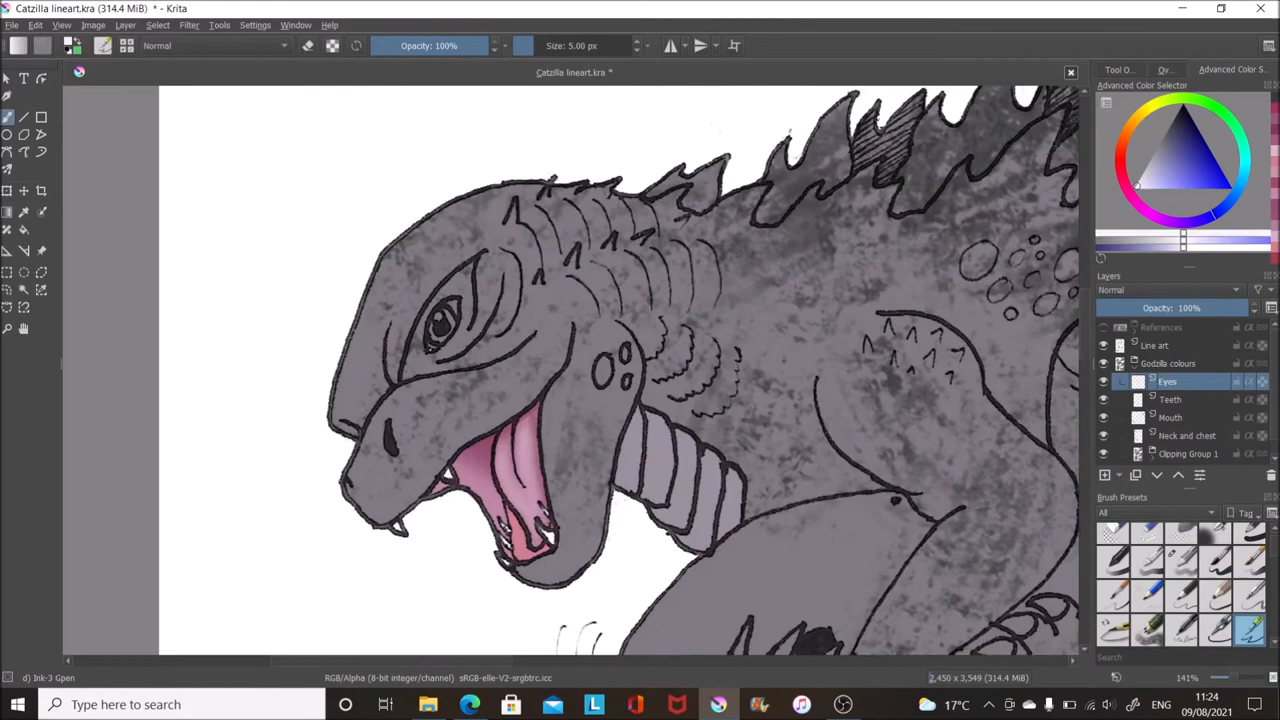 Catzilla lineart.kra (314.4 MiB) * - Krita
File Edit View Image Layer Select Filter Tools Settings Window Help
Normal Opacity: 100% Size: 5.00 px
Catzilla lineart.kra *
Tool O... Ov... Advanced Color S...
Advanced Color Selector
Layers
Normal
Opacity: 100%
References
Line art
Godzilla colours
Eyes
Teeth
Mouth
Neck and chest
Clipping Group 1
Brush Presets
All Tag
Search
d) Ink-3 Gpen RGB/Alpha (8-bit integer/channel) sRGB-elle-V2-srgbtrc.icc 2,450 x 3,549 (314.4 MiB) 141%
Type here to search 17°C 11:24
09/08/2021